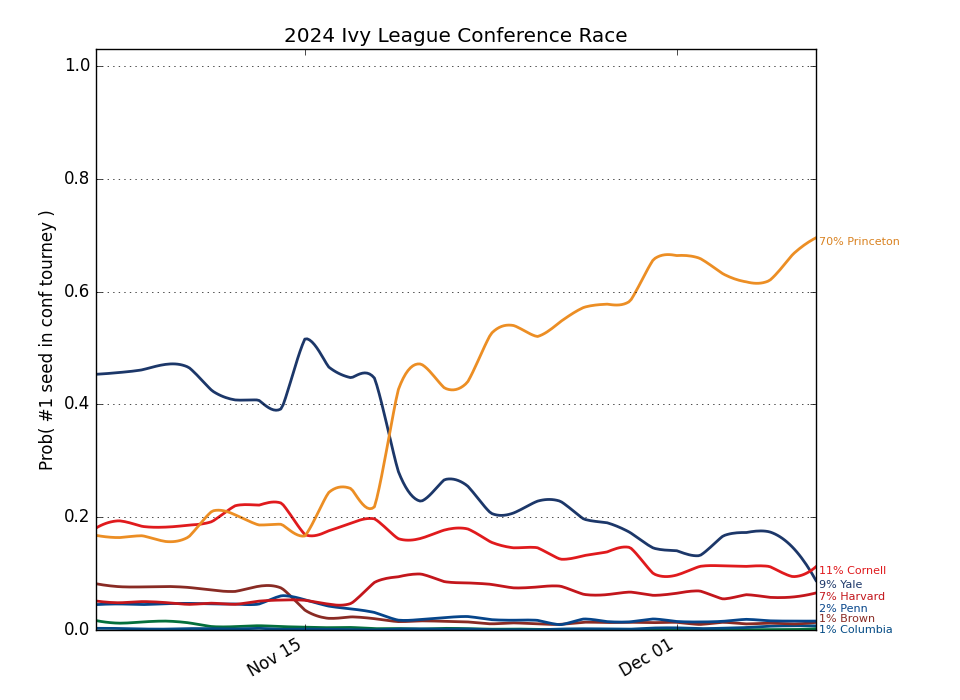 2024 Ivy League Conference Race
Prob( #1 seed in conf tourney )
1.0
0.8
0.6
0.4
0.2
0.0
Nov 15
Dec 01
70% Princeton
11% Cornell
9% Yale
7% Harvard
2% Penn
1% Brown
1% Columbia